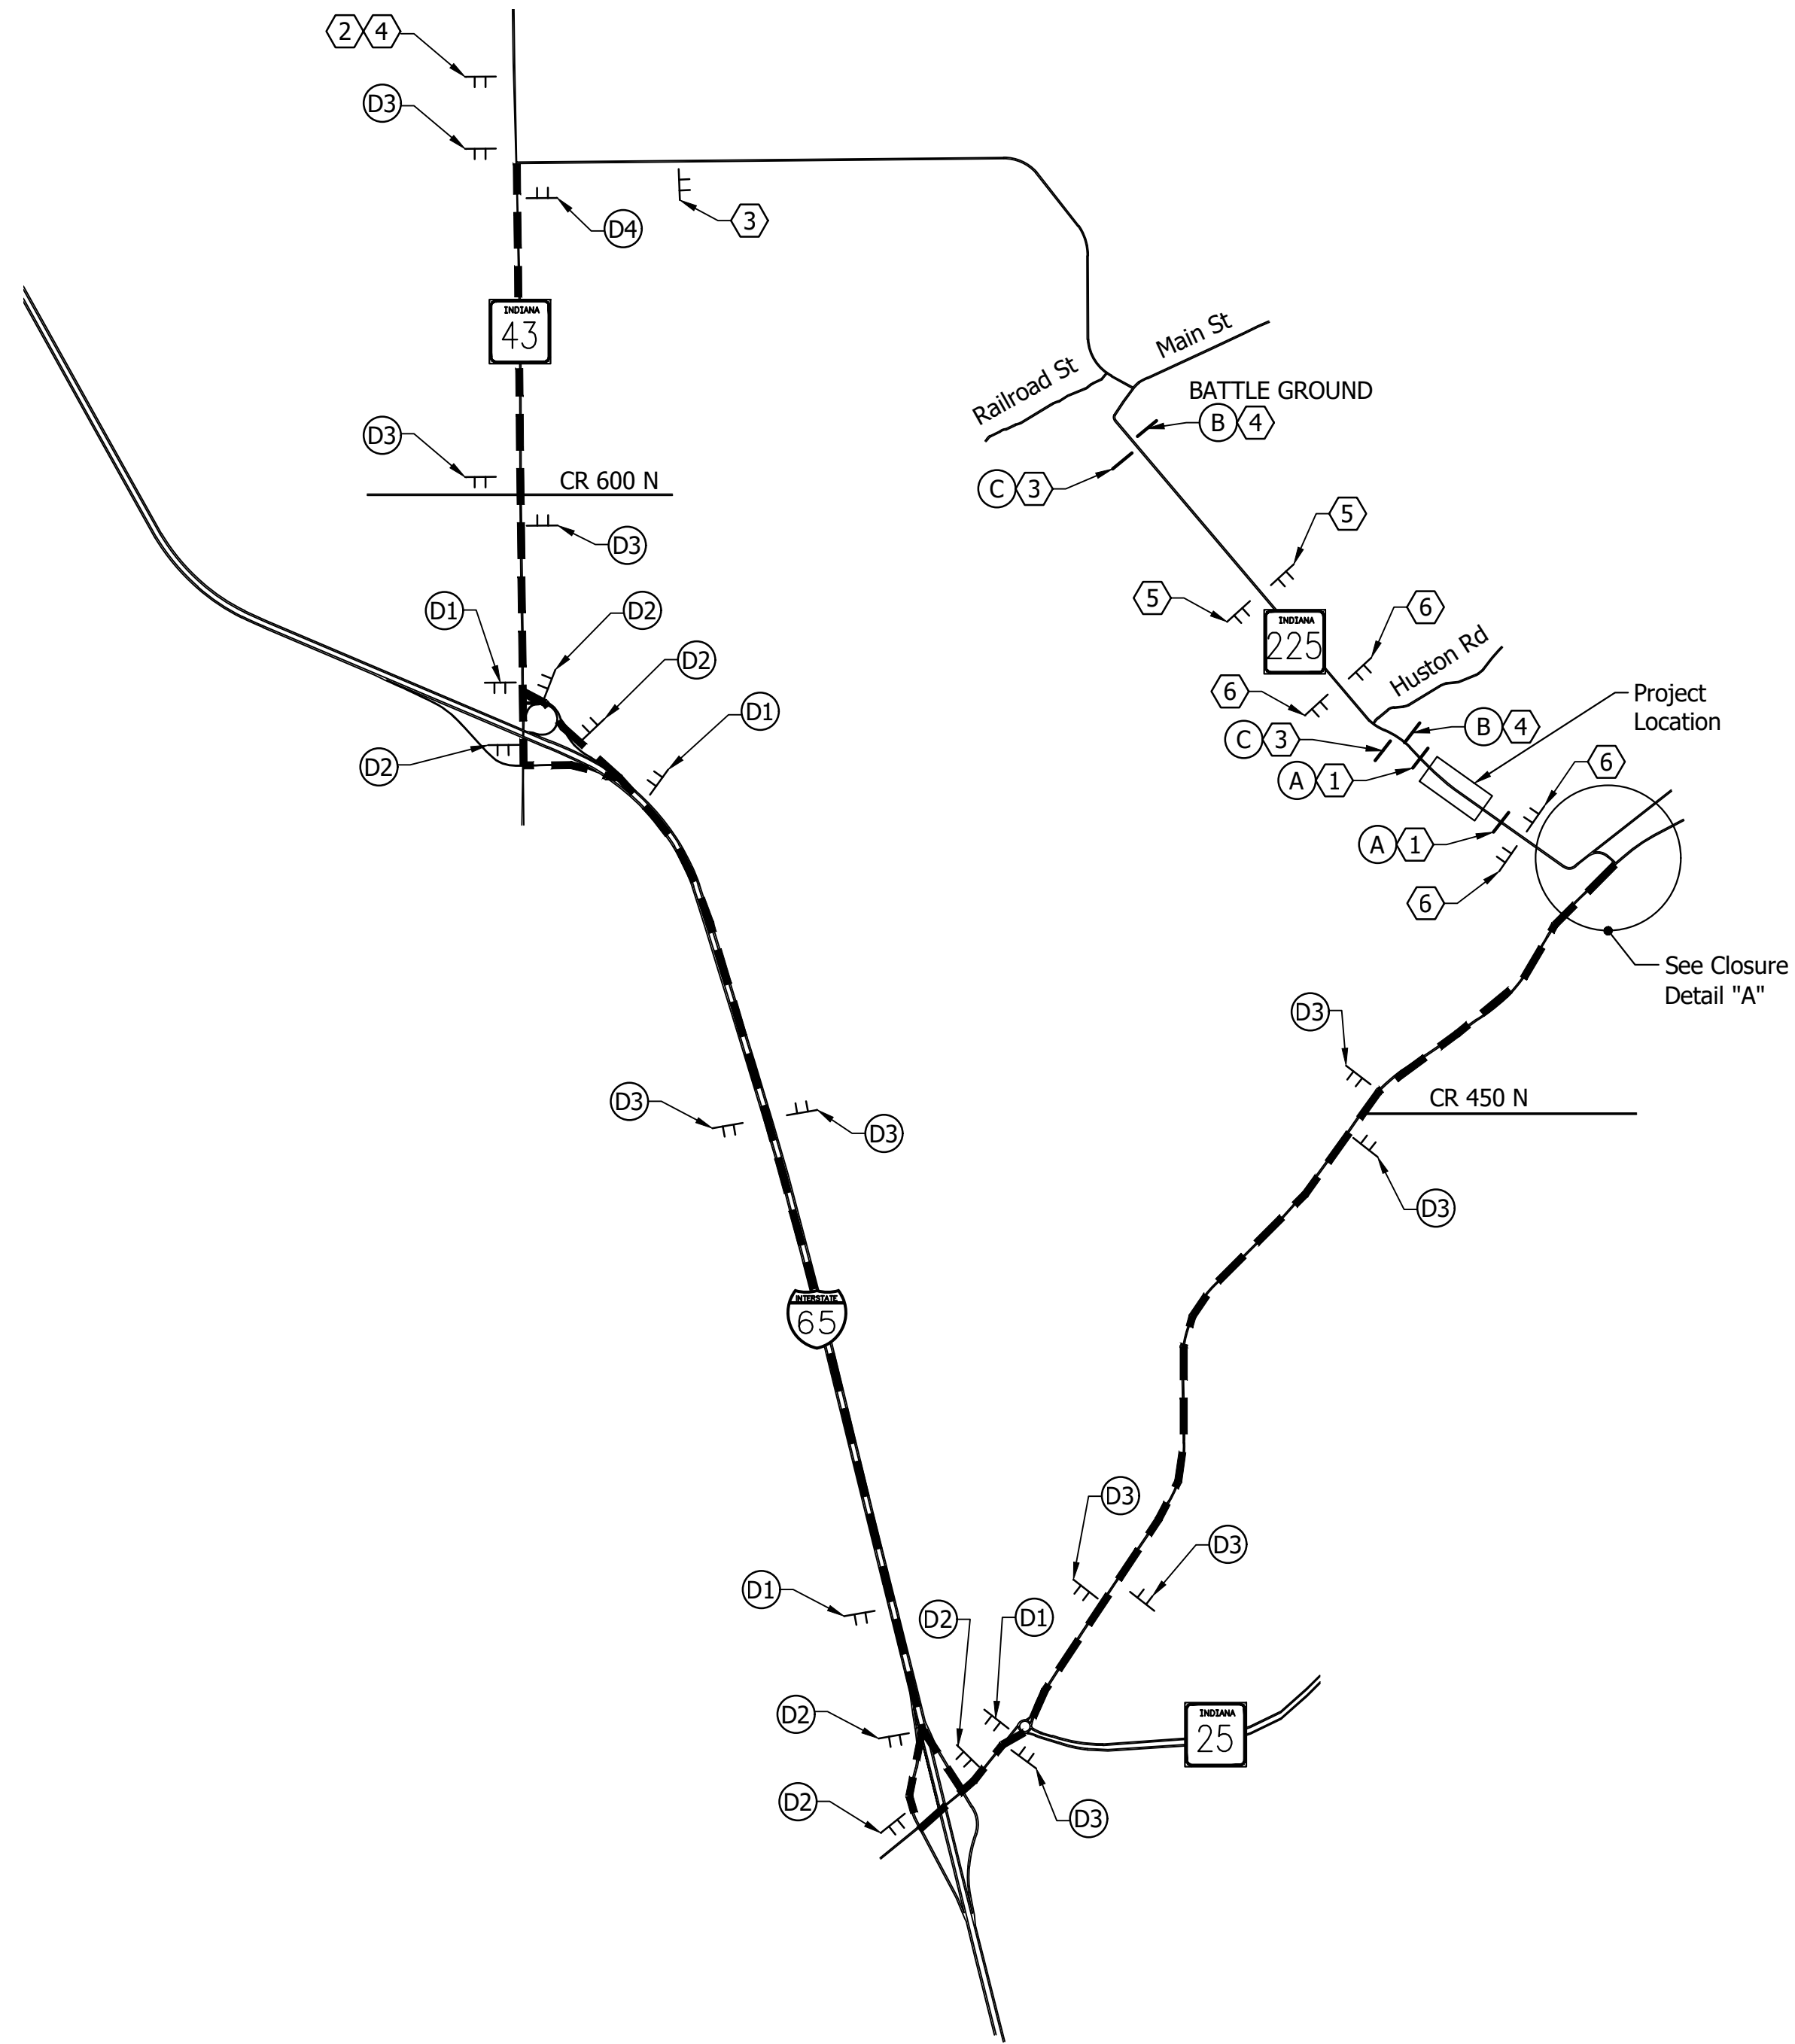 2 4
D3
D4
3
INDIANA
43
Main St
Railroad St
BATTLE GROUND
B 4
D3
CR 600 N
C 3
5
D3
5
D1
D2
6
INDIANA
225
Huston Rd
D2
6
Project
Location
D1
B 4
C 3
D2
A 1
6
A 1
6
See Closure
Detail "A"
D3
CR 450 N
D3
D3
D3
INTERSTATE
65
D3
D3
D1
D2
D1
D2
INDIANA
25
D2
D3